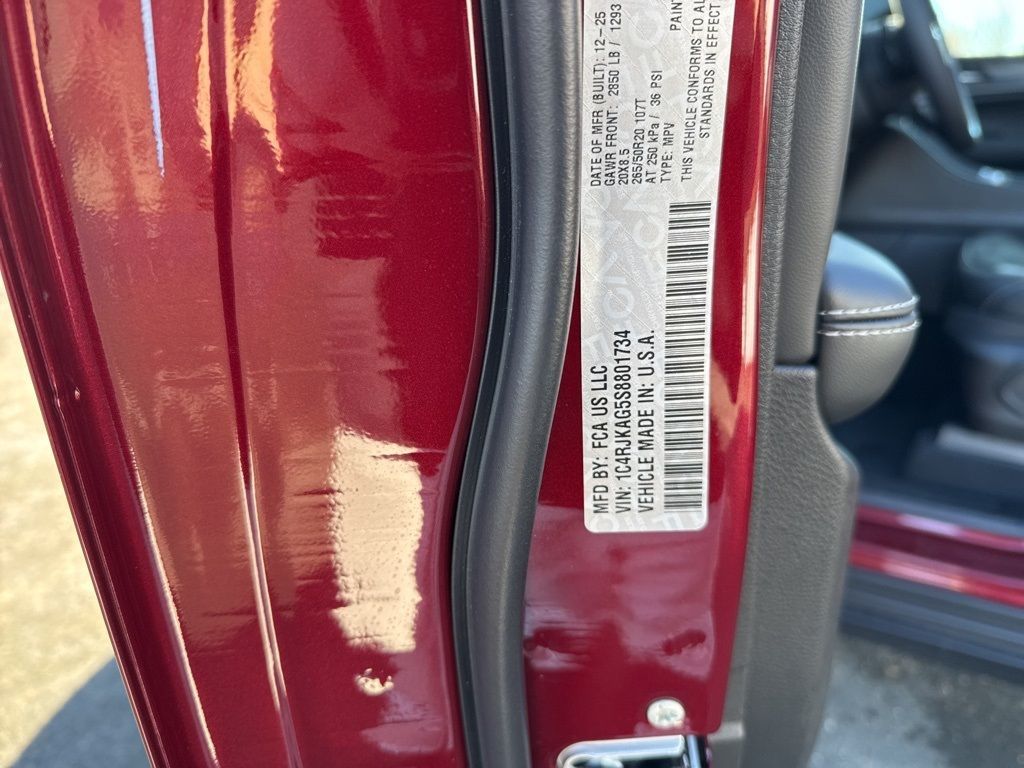 MFD BY: FCA US LLC
DATE OF MFR (BUILT): 12-25
GAWR FRONT: 2850 LB / 1293
20X8.5
265/50R20 107T
AT 250 kPa / 36 PSI
TYPE: MPV
PAINT
VIN: 1C4RJKAG5S8801734
VEHICLE MADE IN: U.S.A.
THIS VEHICLE CONFORMS TO AL
STANDARDS IN EFFECT